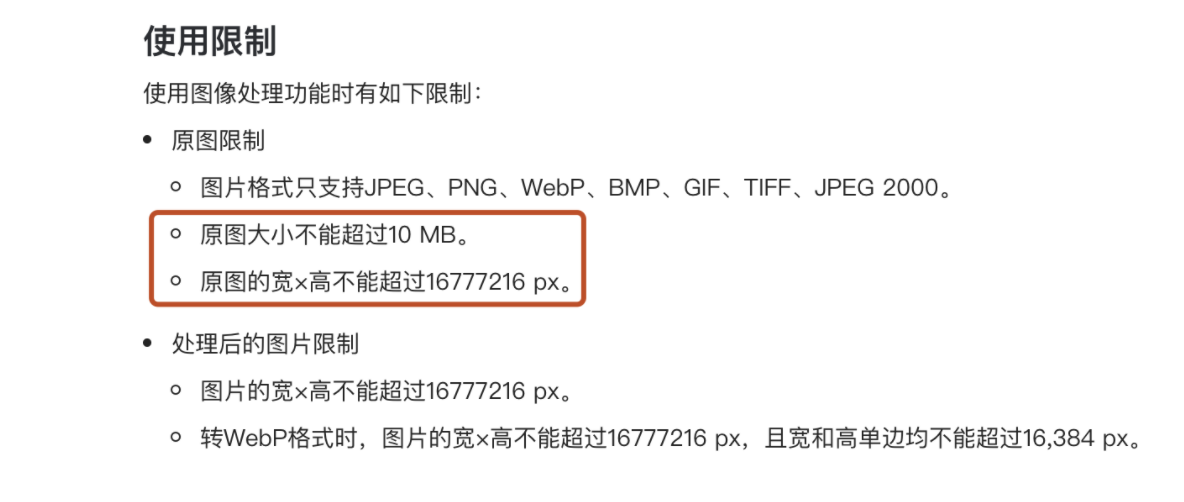 使用限制
使用图像处理功能时有如下限制：
• 原图限制
○ 图片格式只支持JPEG、PNG、WebP、BMP、GIF、TIFF、JPEG 2000。
○ 原图大小不能超过10 MB。
○ 原图的宽×高不能超过16777216 px。
• 处理后的图片限制
○ 图片的宽×高不能超过16777216 px。
○ 转WebP格式时，图片的宽×高不能超过16777216 px，且宽和高单边均不能超过16,384 px。